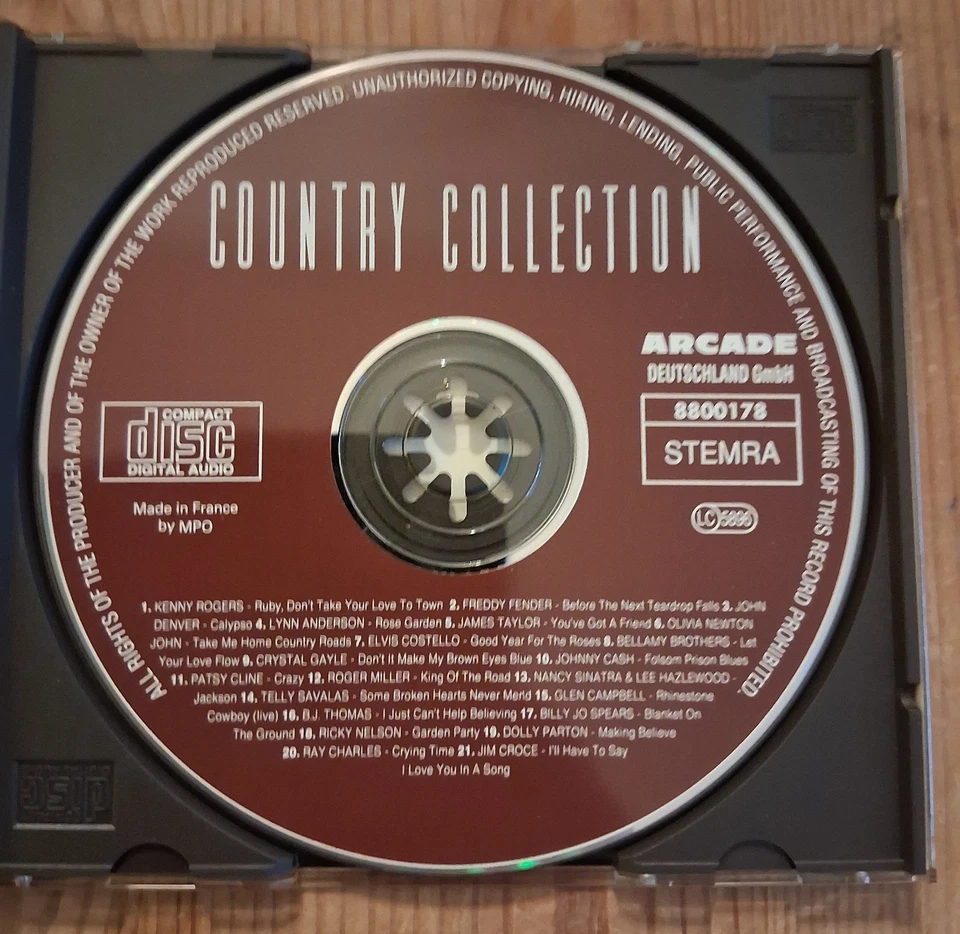 ALL RIGHTS OF THE PRODUCER AND OF THE OWNER OF THE WORK REPRODUCED RESERVED. UNAUTHORIZED COPYING, HIRING, LENDING, PUBLIC PERFORMANCE AND BROADCASTING OF THIS RECORD PROHIBITED.
COUNTRY COLLECTION
ARCADE
DEUTSCHLAND GmbH
8800178
STEMRA
LC 5896
COMPACT
disc
DIGITAL AUDIO
Made in France
by MPO
1. KENNY ROGERS - Ruby, Don't Take Your Love To Town 2. FREDDY FENDER - Before The Next Teardrop Falls 3. JOHN
DENVER - Calypso 4. LYNN ANDERSON - Rose Garden 5. JAMES TAYLOR - You've Got A Friend 6. OLIVIA NEWTON
JOHN - Take Me Home Country Roads 7. ELVIS COSTELLO - Good Year For The Roses 8. BELLAMY BROTHERS - Let
Your Love Flow 9. CRYSTAL GAYLE - Don't It Make My Brown Eyes Blue 10. JOHNNY CASH - Folsom Prison Blues
11. PATSY CLINE - Crazy 12. ROGER MILLER - King Of The Road 13. NANCY SINATRA & LEE HAZLEWOOD -
Jackson 14. TELLY SAVALAS - Some Broken Hearts Never Mend 15. GLEN CAMPBELL - Rhinestone
Cowboy (live) 16. B.J. THOMAS - I Just Can't Help Believing 17. BILLY JO SPEARS - Blanket On
The Ground 18. RICKY NELSON - Garden Party 19. DOLLY PARTON - Making Believe
20. RAY CHARLES - Crying Time 21. JIM CROCE - I'll Have To Say
I Love You In A Song
disc